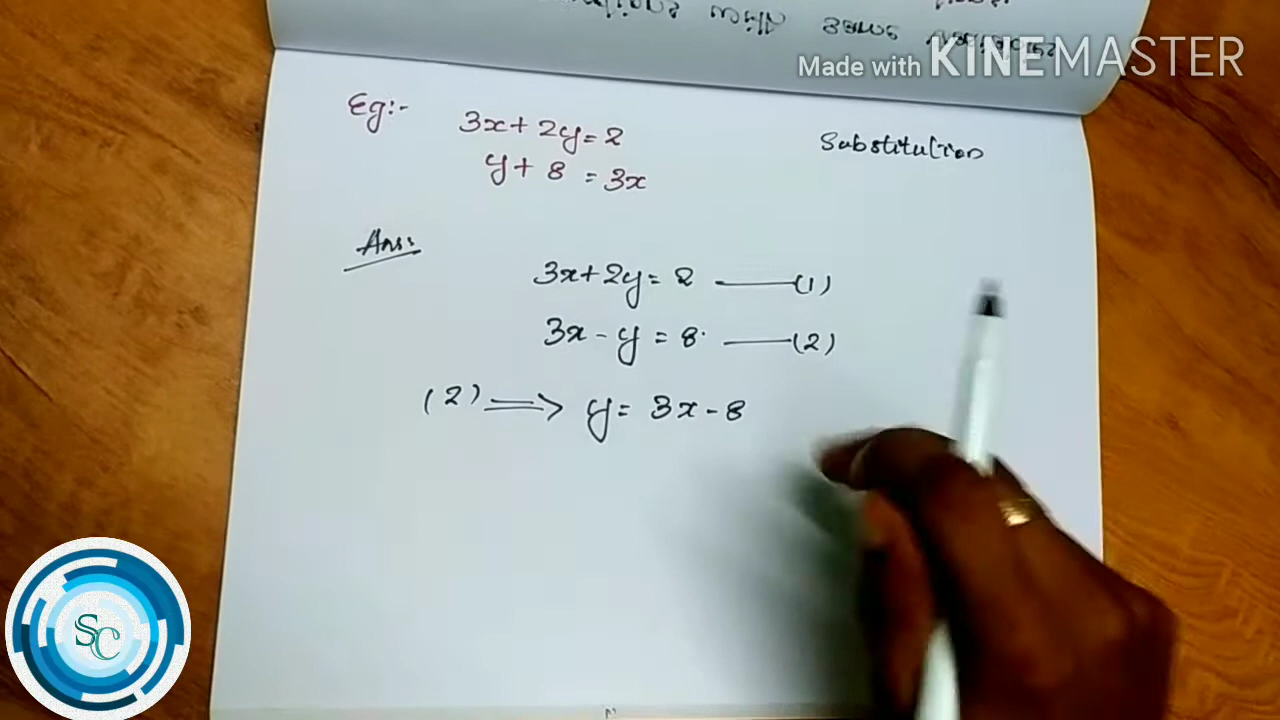 some
Made with KINEMASTER
Eg:-
3x + 2y = 2
Substitution
y + 8 = 3x
Ans:
3x + 2y = 2 ——(1)
3x - y = 8. ——(2)
(2) ⟹ y = 3x - 8
SC